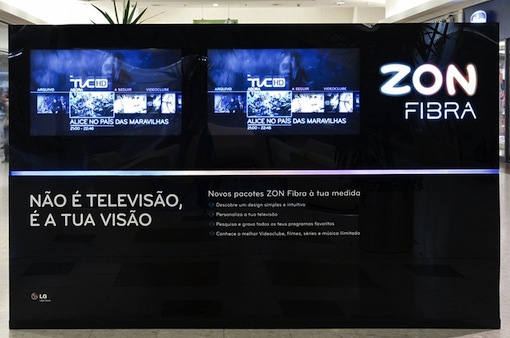 TVC HD
ARQUIVO
AGORA
A SEGUIR
VIDEOCLUBE
ALICE NO PAÍS DAS MARAVILHAS
21:00 - 22:45
TVC HD
ARQUIVO
AGORA
A SEGUIR
VIDEOCLUBE
ALICE NO PAÍS DAS MARAVILHAS
21:00 - 22:45
ZON
FIBRA
NÃO É TELEVISÃO,
É A TUA VISÃO
Novos pacotes ZON Fibra à tua medida
Descobre um design simples e intuitivo
Personaliza a tua televisão
Pesquisa e grava todos os teus programas favoritos
Conhece o melhor Videoclube, filmes, séries e música ilimitada
LG